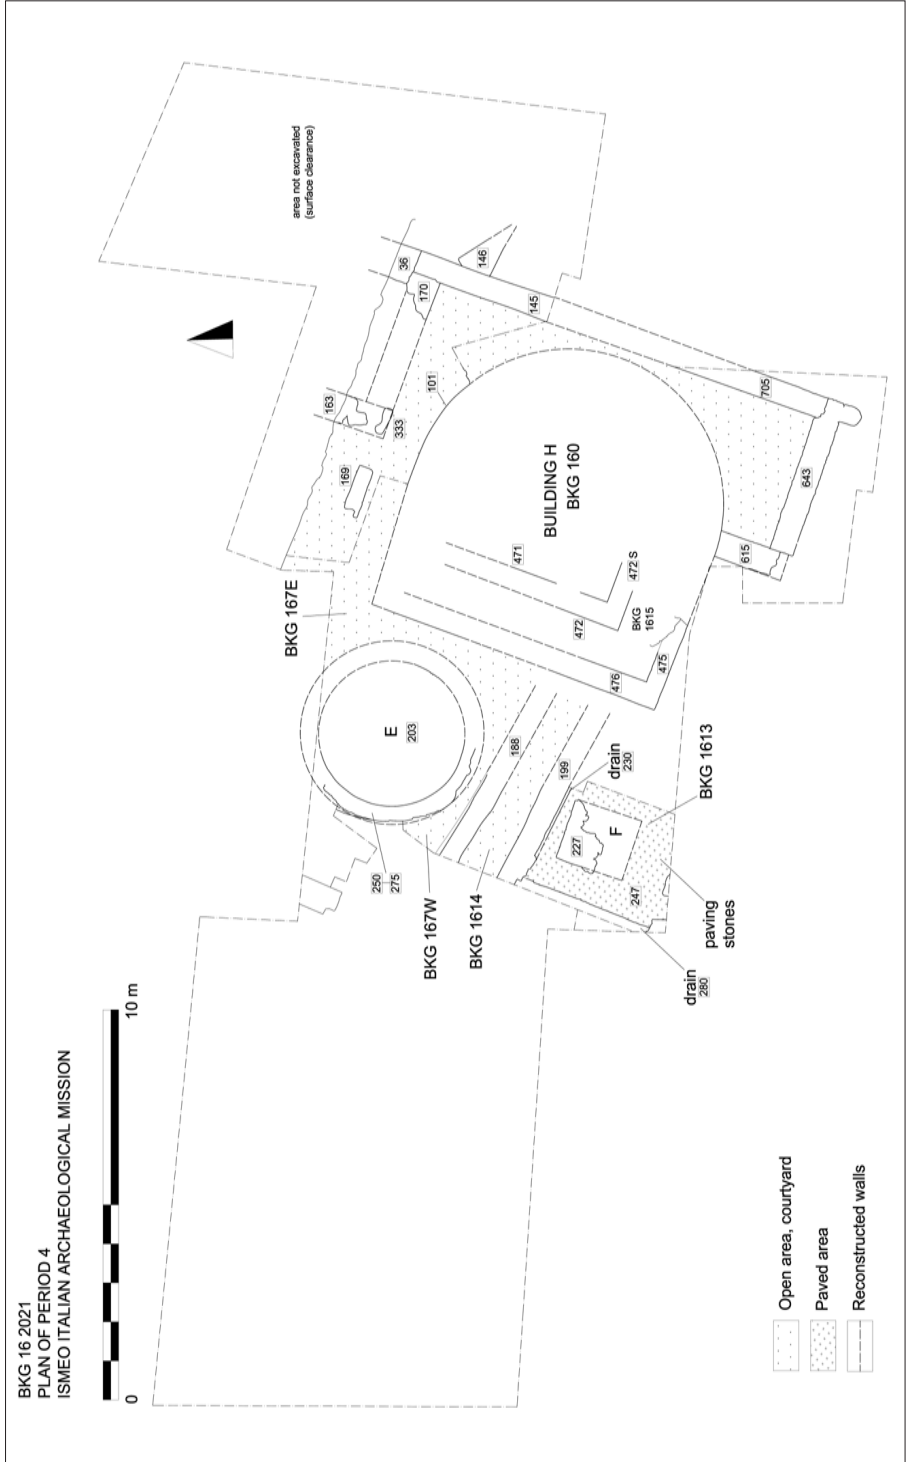 BKG 16 2021
PLAN OF PERIOD 4
ISMEO ITALIAN ARCHAEOLOGICAL MISSION
0
10 m
area not excavated
(surface clearance)
36
170
146
145
163
333
101
169
BKG 167E
705
BUILDING H
BKG 160
643
615
471
472
472 S
BKG
1615
475
476
E
203
250
275
188
199
drain
230
BKG 167W
BKG 1614
227
F
247
BKG 1613
paving
stones
drain
280
Open area, courtyard
Paved area
Reconstructed walls